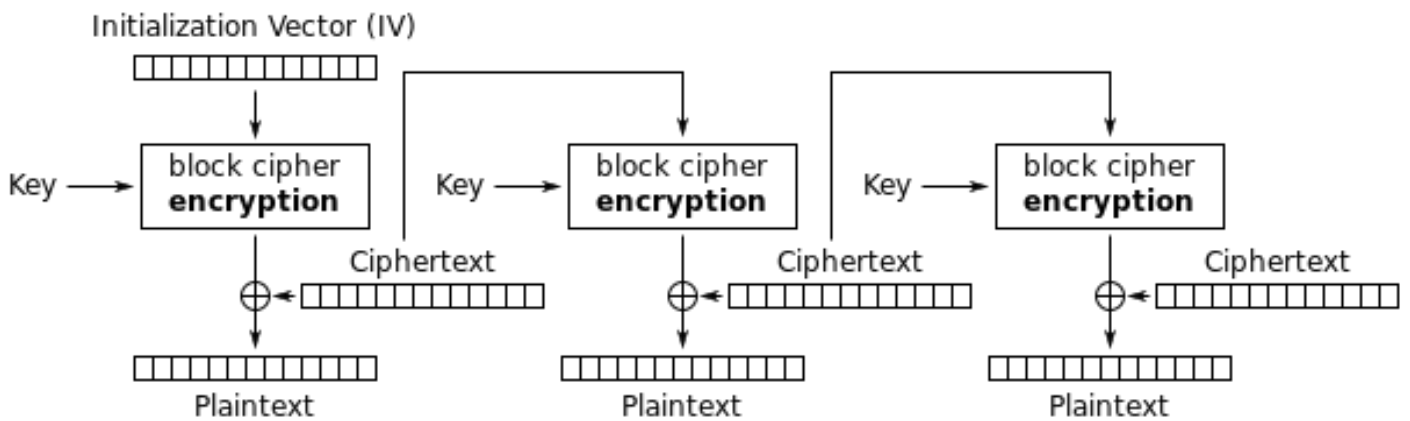 Initialization Vector (IV)
Key
block cipher
encryption
Key
block cipher
encryption
Key
block cipher
encryption
Ciphertext
Ciphertext
Ciphertext
Plaintext
Plaintext
Plaintext